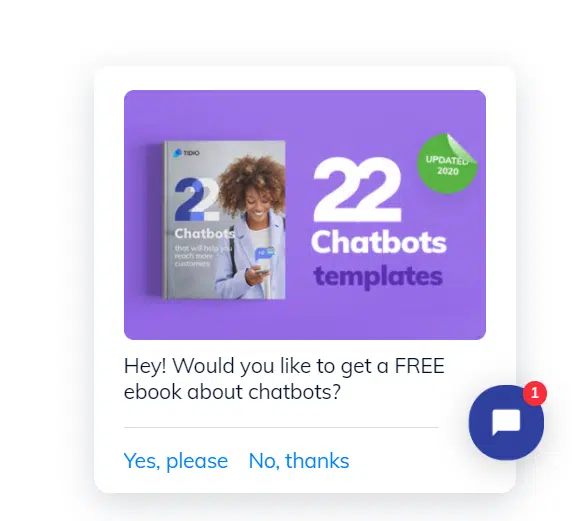 TIDIO
22
Chatbots
that will help you
reach more
customers
UPDATED
2020
22
Chatbots
templates
Hey! Would you like to get a FREE
ebook about chatbots?
1
Yes, please No, thanks